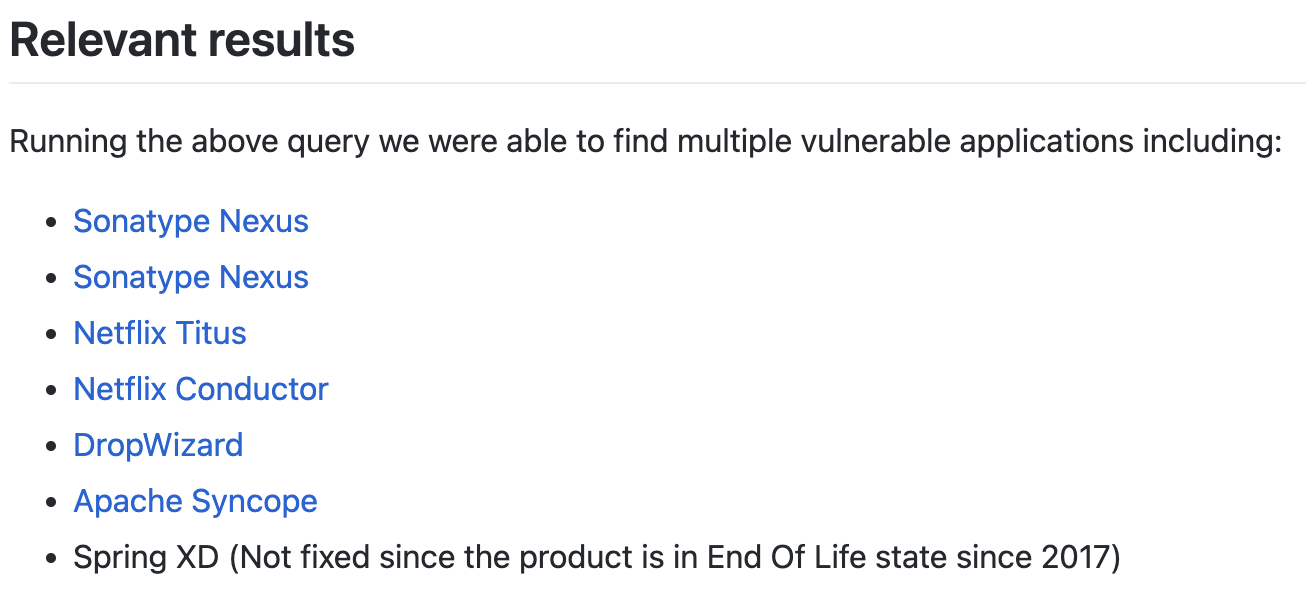 Relevant results
Running the above query we were able to find multiple vulnerable applications including:
• Sonatype Nexus
• Sonatype Nexus
• Netflix Titus
• Netflix Conductor
• DropWizard
• Apache Syncope
• Spring XD (Not fixed since the product is in End Of Life state since 2017)